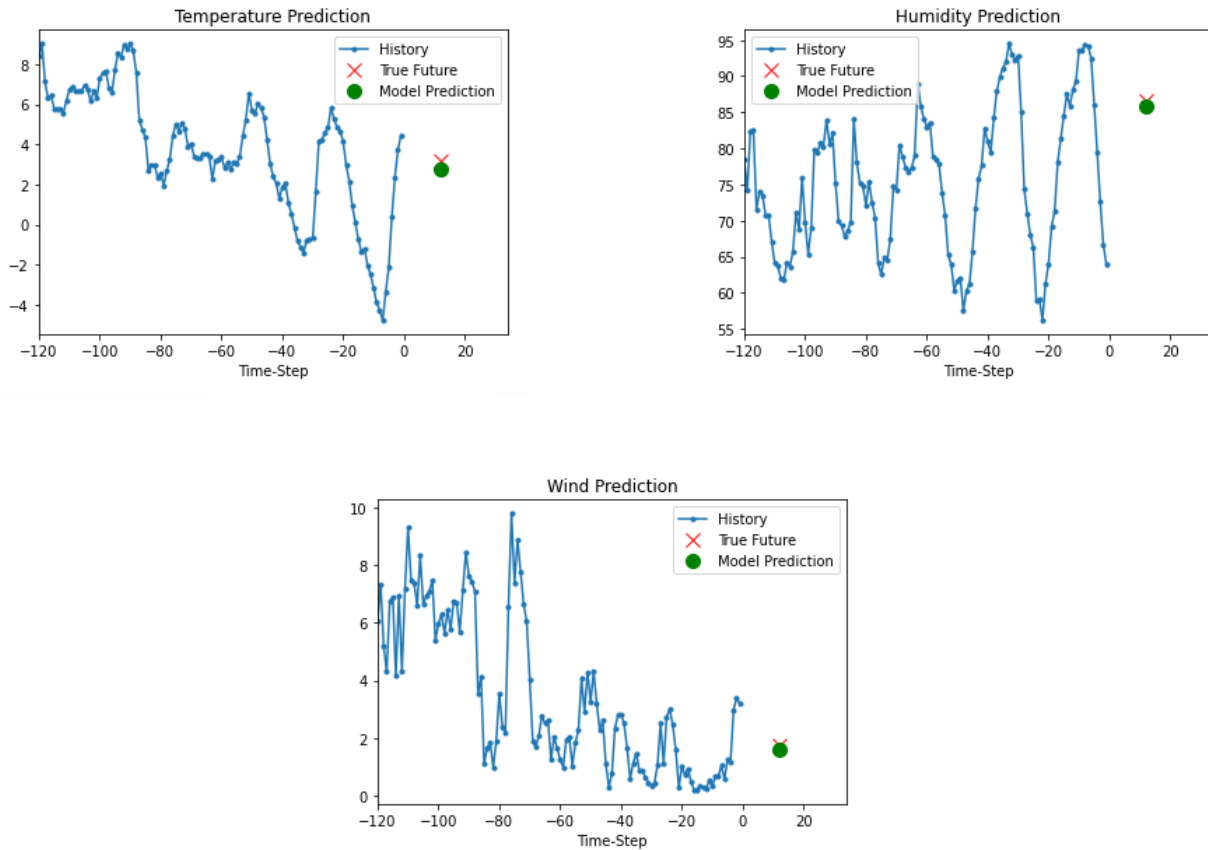 Temperature Prediction
History
True Future
Model Prediction
8
6
4
2
0
−2
−4
−120 −100 −80 −60 −40 −20 0 20
Time-Step
Humidity Prediction
History
True Future
Model Prediction
95
90
85
80
75
70
65
60
55
−120 −100 −80 −60 −40 −20 0 20
Time-Step
Wind Prediction
History
True Future
Model Prediction
10
8
6
4
2
0
−120 −100 −80 −60 −40 −20 0 20
Time-Step